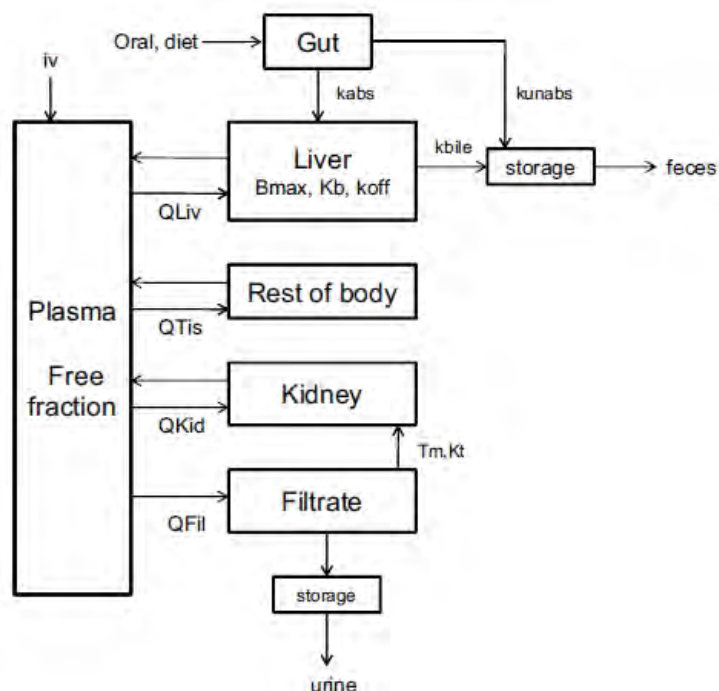 Oral, diet
Gut
iv
kabs
kunabs
Liver
Bmax, Kb, koff
kbile
storage
feces
QLiv
Rest of body
QTis
Plasma
Free
fraction
Kidney
QKid
Tm,Kt
Filtrate
QFil
storage
urine